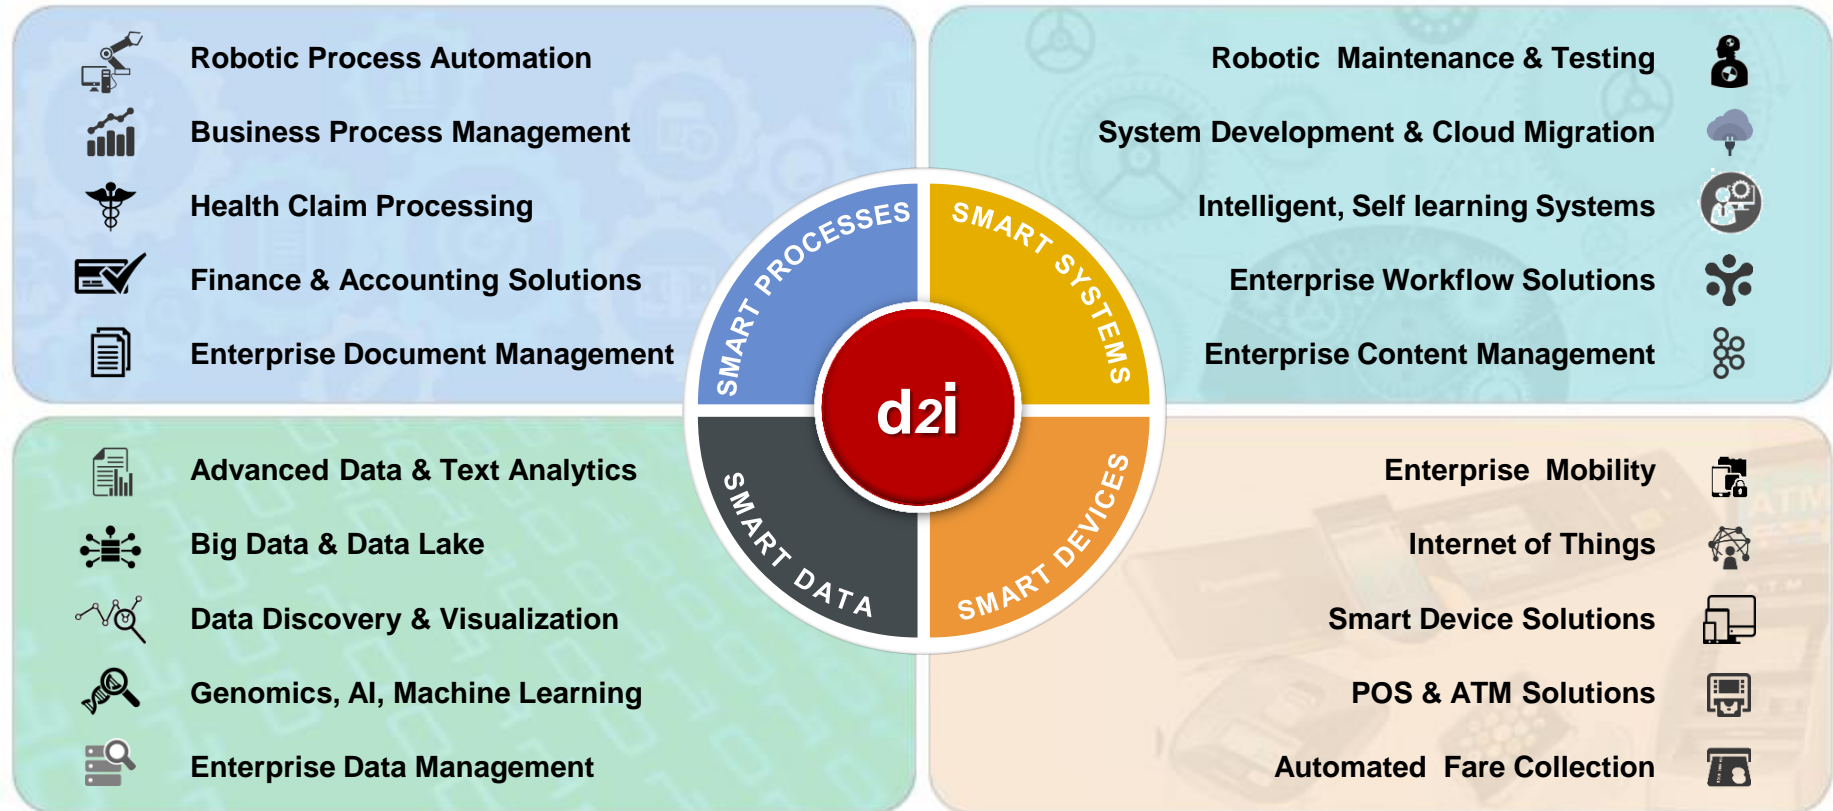 Robotic Process Automation
Business Process Management
Health Claim Processing
Finance & Accounting Solutions
Enterprise Document Management
Robotic Maintenance & Testing
System Development & Cloud Migration
Intelligent, Self learning Systems
Enterprise Workflow Solutions
Enterprise Content Management
SMART PROCESSES
SMART SYSTEMS
d2i
SMART DATA
SMART DEVICES
Advanced Data & Text Analytics
Big Data & Data Lake
Data Discovery & Visualization
Genomics, AI, Machine Learning
Enterprise Data Management
Enterprise Mobility
Internet of Things
Smart Device Solutions
POS & ATM Solutions
Automated Fare Collection
ATM
ATM